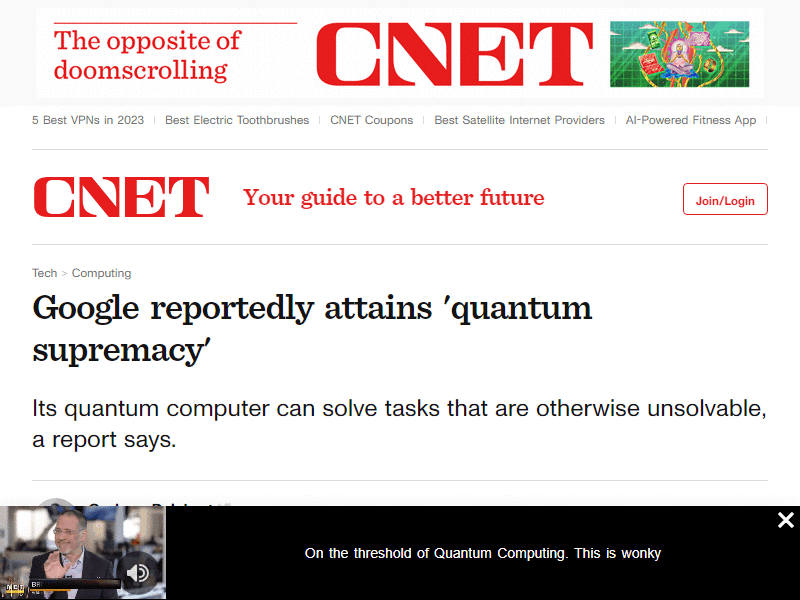 The opposite of
doomscrolling
CNET
5 Best VPNs in 2023
Best Electric Toothbrushes
CNET Coupons
Best Satellite Internet Providers
AI-Powered Fitness App
CNET
Your guide to a better future
Join/Login
Tech > Computing
Google reportedly attains 'quantum
supremacy'
Its quantum computer can solve tasks that are otherwise unsolvable,
a report says.
On the threshold of Quantum Computing. This is wonky